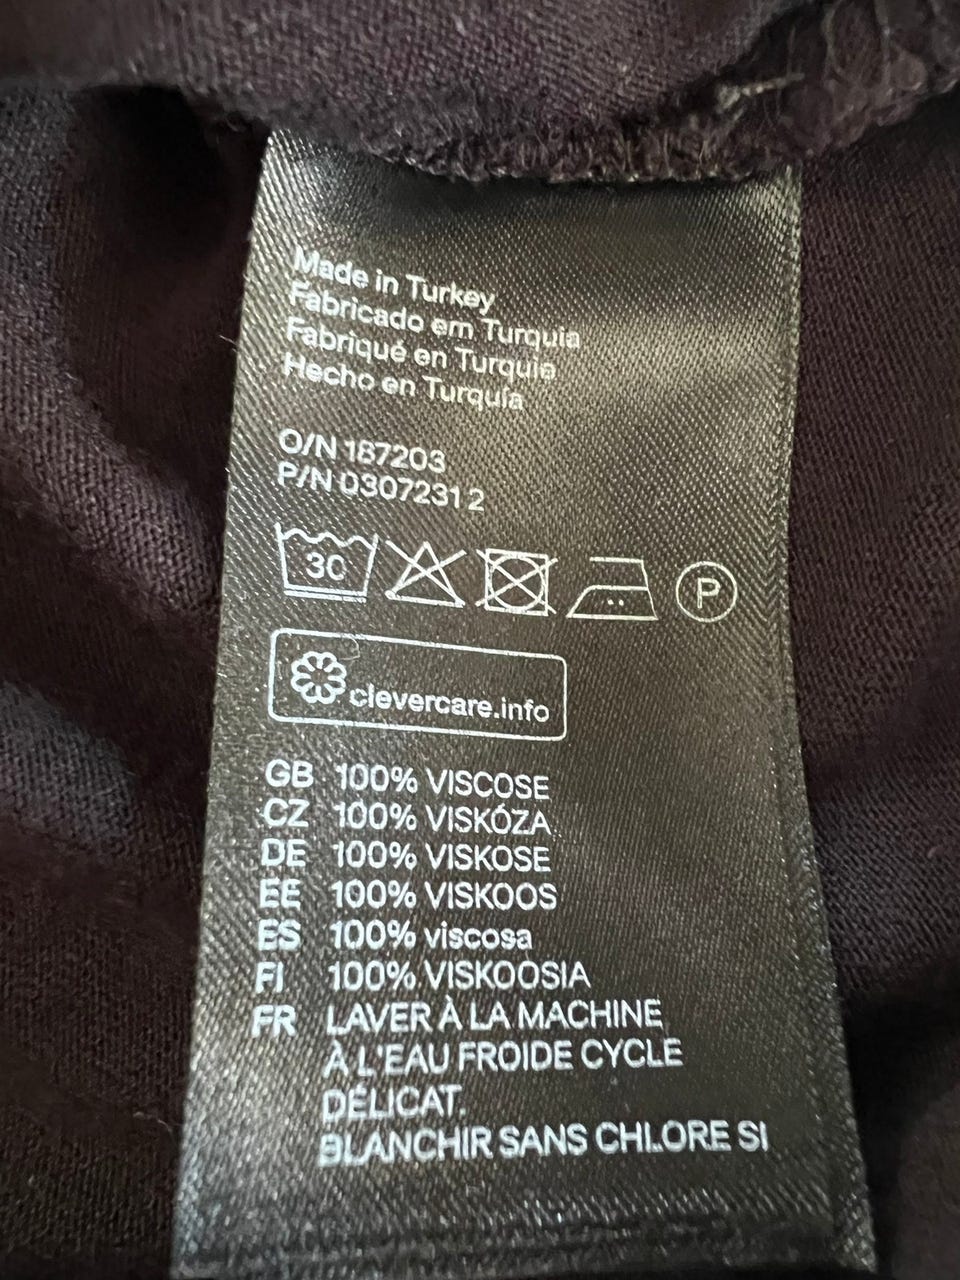 Made in Turkey
Fabricado em Turquia
Fabriqué en Turquie
Hecho en Turquía
O/N 187203
P/N 0307231 2
30 P
clevercare.info
GB 100% VISCOSE
CZ 100% VISKÓZA
DE 100% VISKOSE
EE 100% VISKOOS
ES 100% viscosa
FI 100% VISKOOSIA
FR LAVER À LA MACHINE
À L'EAU FROIDE CYCLE
DÉLICAT.
BLANCHIR SANS CHLORE SI